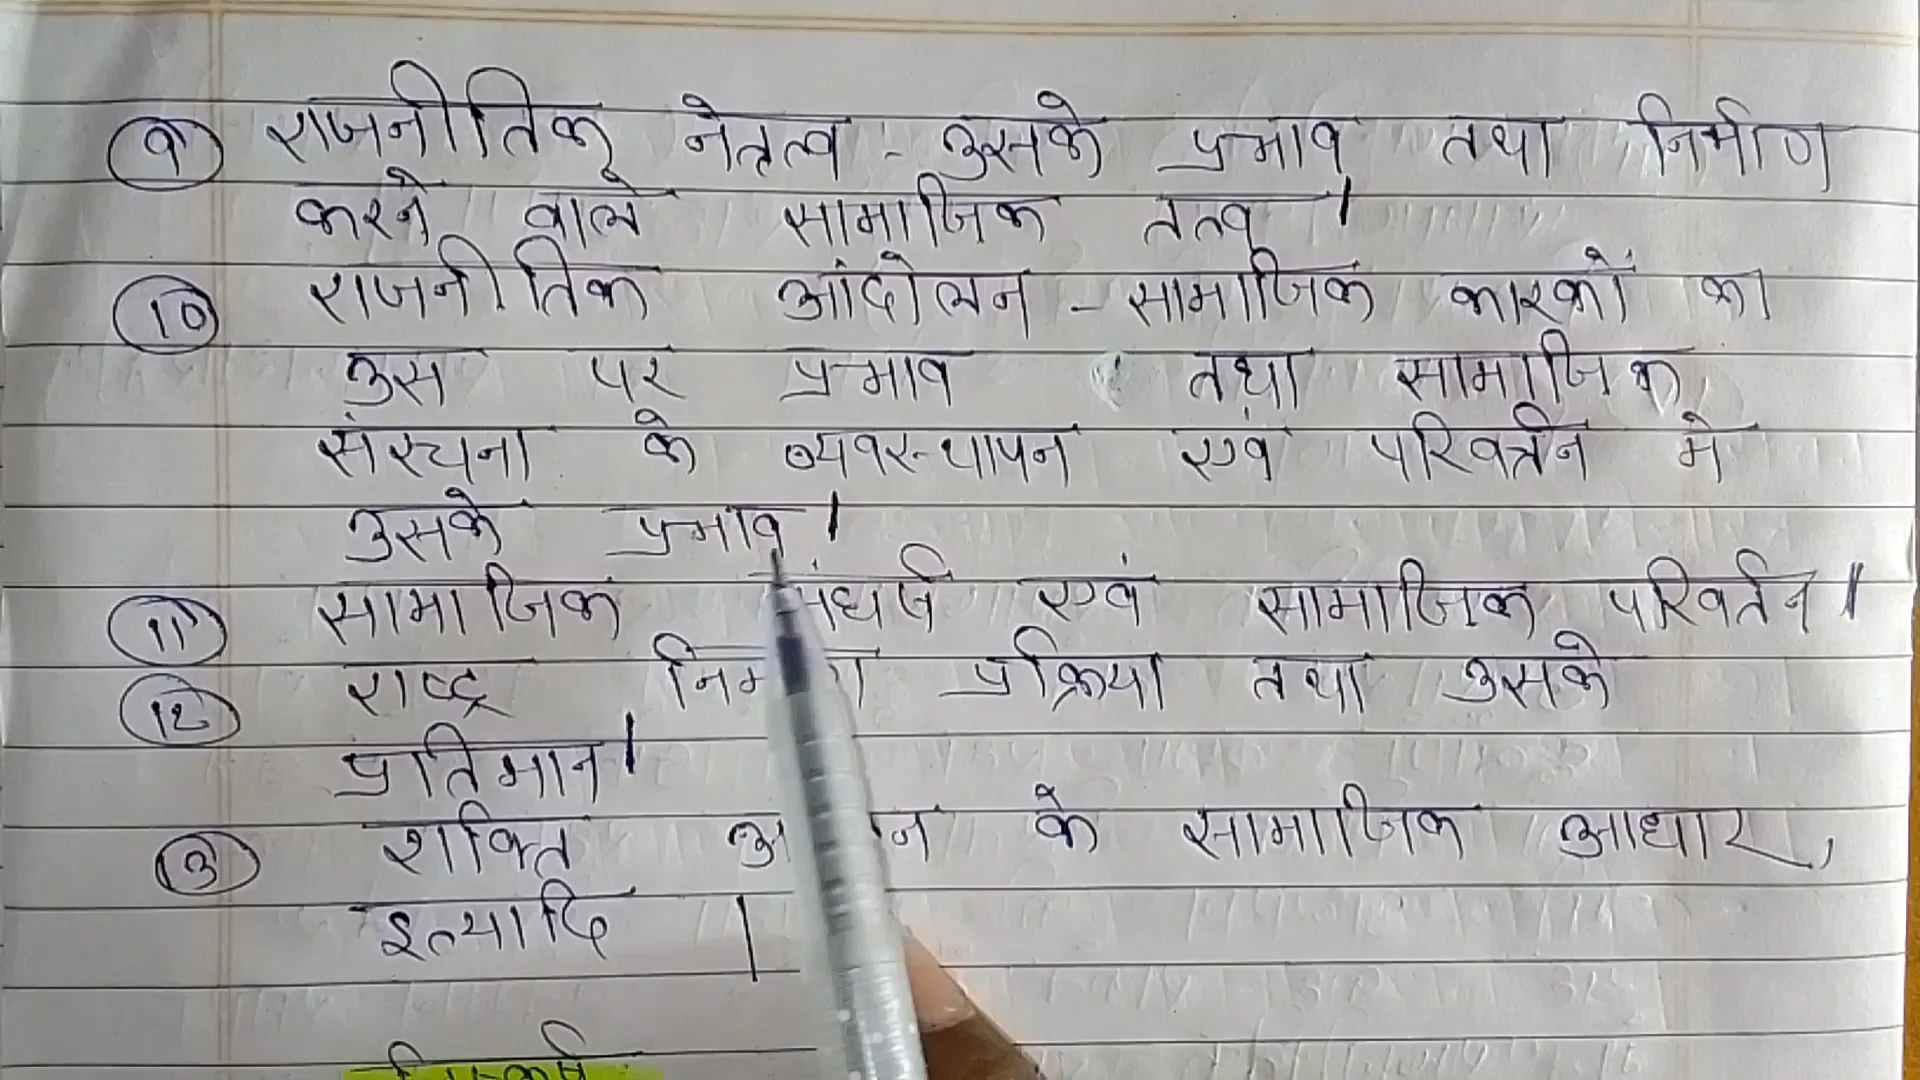 9 राजनीतिक नेतृत्व - उसके प्रभाव तथा निर्माण
करने वाले सामाजिक तत्व।
10 राजनीतिक आंदोलन - सामाजिक कारकों का
उस पर प्रभाव तथा सामाजिक
संरचना के व्यवस्थापन एवं परिवर्तन मे
उसके प्रभाव।
11 सामाजिक संघर्ष एवं सामाजिक परिवर्तन।
12 राष्ट्र निर्माण प्रक्रिया तथा उसके
प्रतिमान।
13 शक्ति के सामाजिक आधार,
इत्यादि।